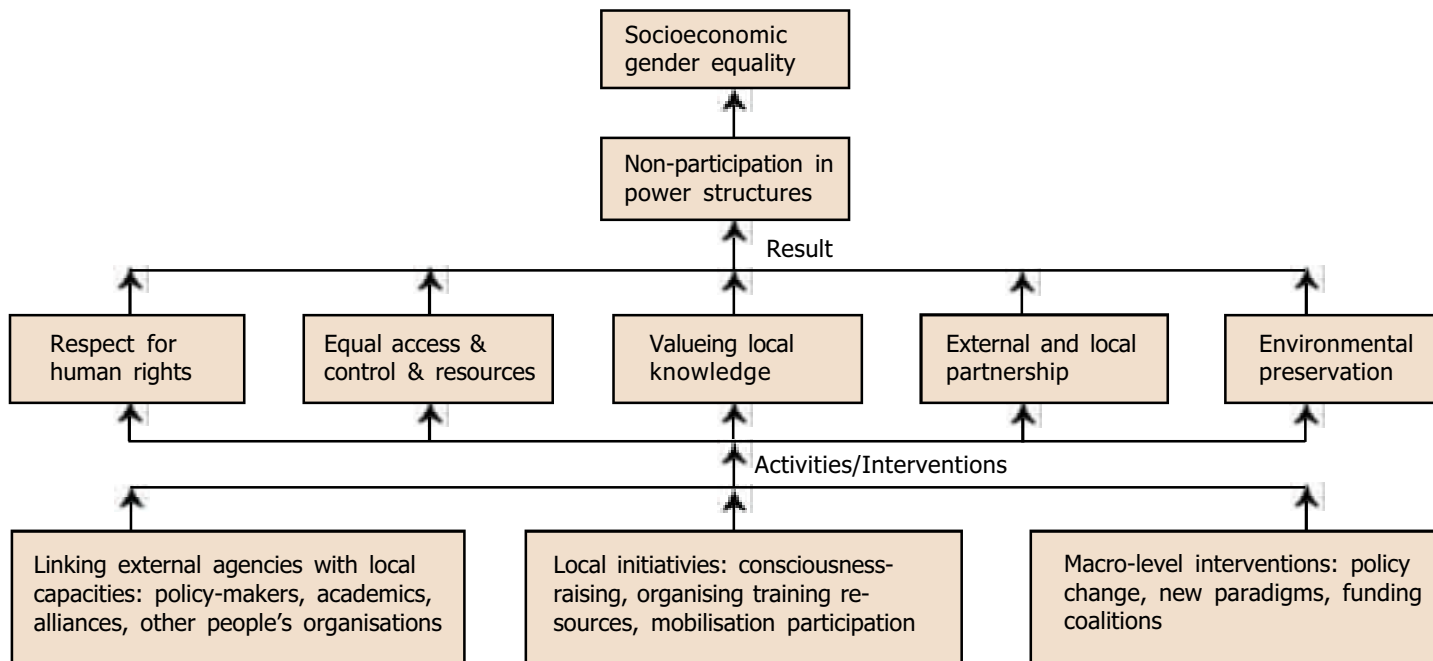 Socioeconomic
gender equality
Non-participation in
power structures
Result
Respect for
human rights
Equal access &
control & resources
Valueing local
knowledge
External and local
partnership
Environmental
preservation
Activities/Interventions
Linking external agencies with local
capacities: policy-makers, academics,
alliances, other people's organisations
Local initiativies: consciousness-
raising, organising training re-
sources, mobilisation participation
Macro-level interventions: policy
change, new paradigms, funding
coalitions